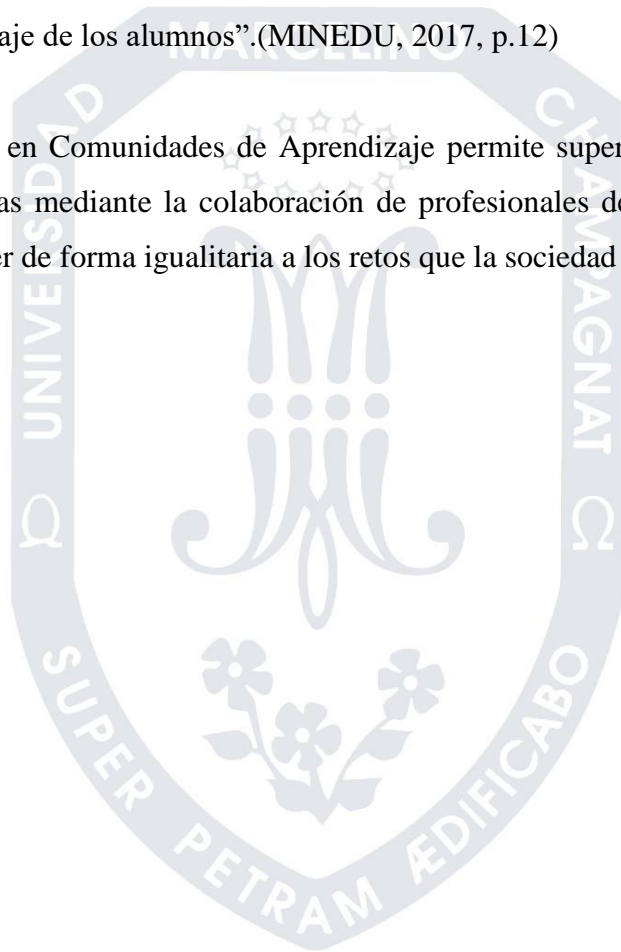 aje de los alumnos”.(MINEDU, 2017, p.12)
en Comunidades de Aprendizaje permite super
as mediante la colaboración de profesionales de
er de forma igualitaria a los retos que la sociedad
UNIVERSIDAD MARCELINO CHAMPAGNAT
SUPER PETRAM ÆDIFICABO